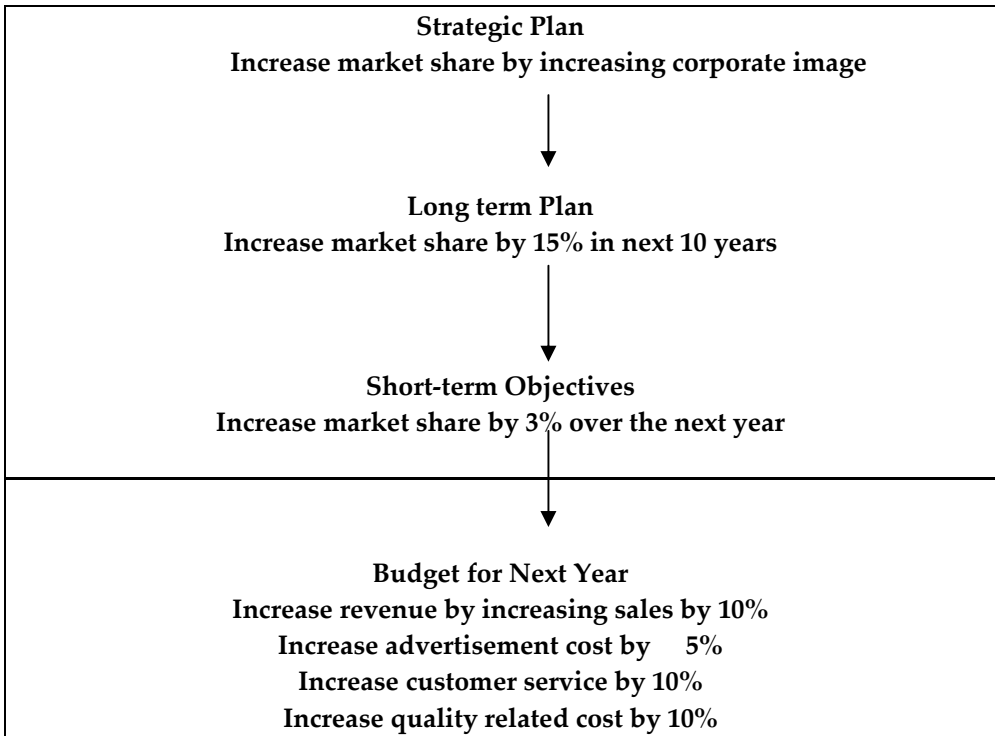 Strategic Plan
Increase market share by increasing corporate image
Long term Plan
Increase market share by 15% in next 10 years
Short-term Objectives
Increase market share by 3% over the next year
Budget for Next Year
Increase revenue by increasing sales by 10%
Increase advertisement cost by 5%
Increase customer service by 10%
Increase quality related cost by 10%